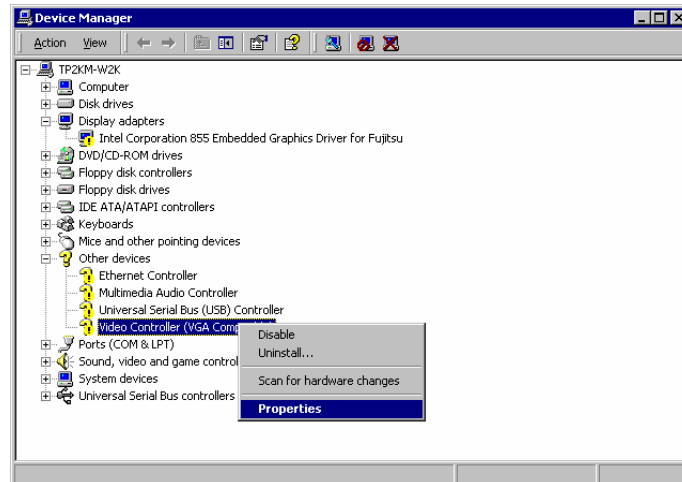 Device Manager
Action View
TP2KM-W2K
Computer
Disk drives
Display adapters
Intel Corporation 855 Embedded Graphics Driver for Fujitsu
DVD/CD-ROM drives
Floppy disk controllers
Floppy disk drives
IDE ATA/ATAPI controllers
Keyboards
Mice and other pointing devices
Other devices
Ethernet Controller
Multimedia Audio Controller
Universal Serial Bus (USB) Controller
Video Controller (VGA Comp
Ports (COM & LPT)
Sound, video and game control
System devices
Universal Serial Bus controllers
Disable
Uninstall...
Scan for hardware changes
Properties